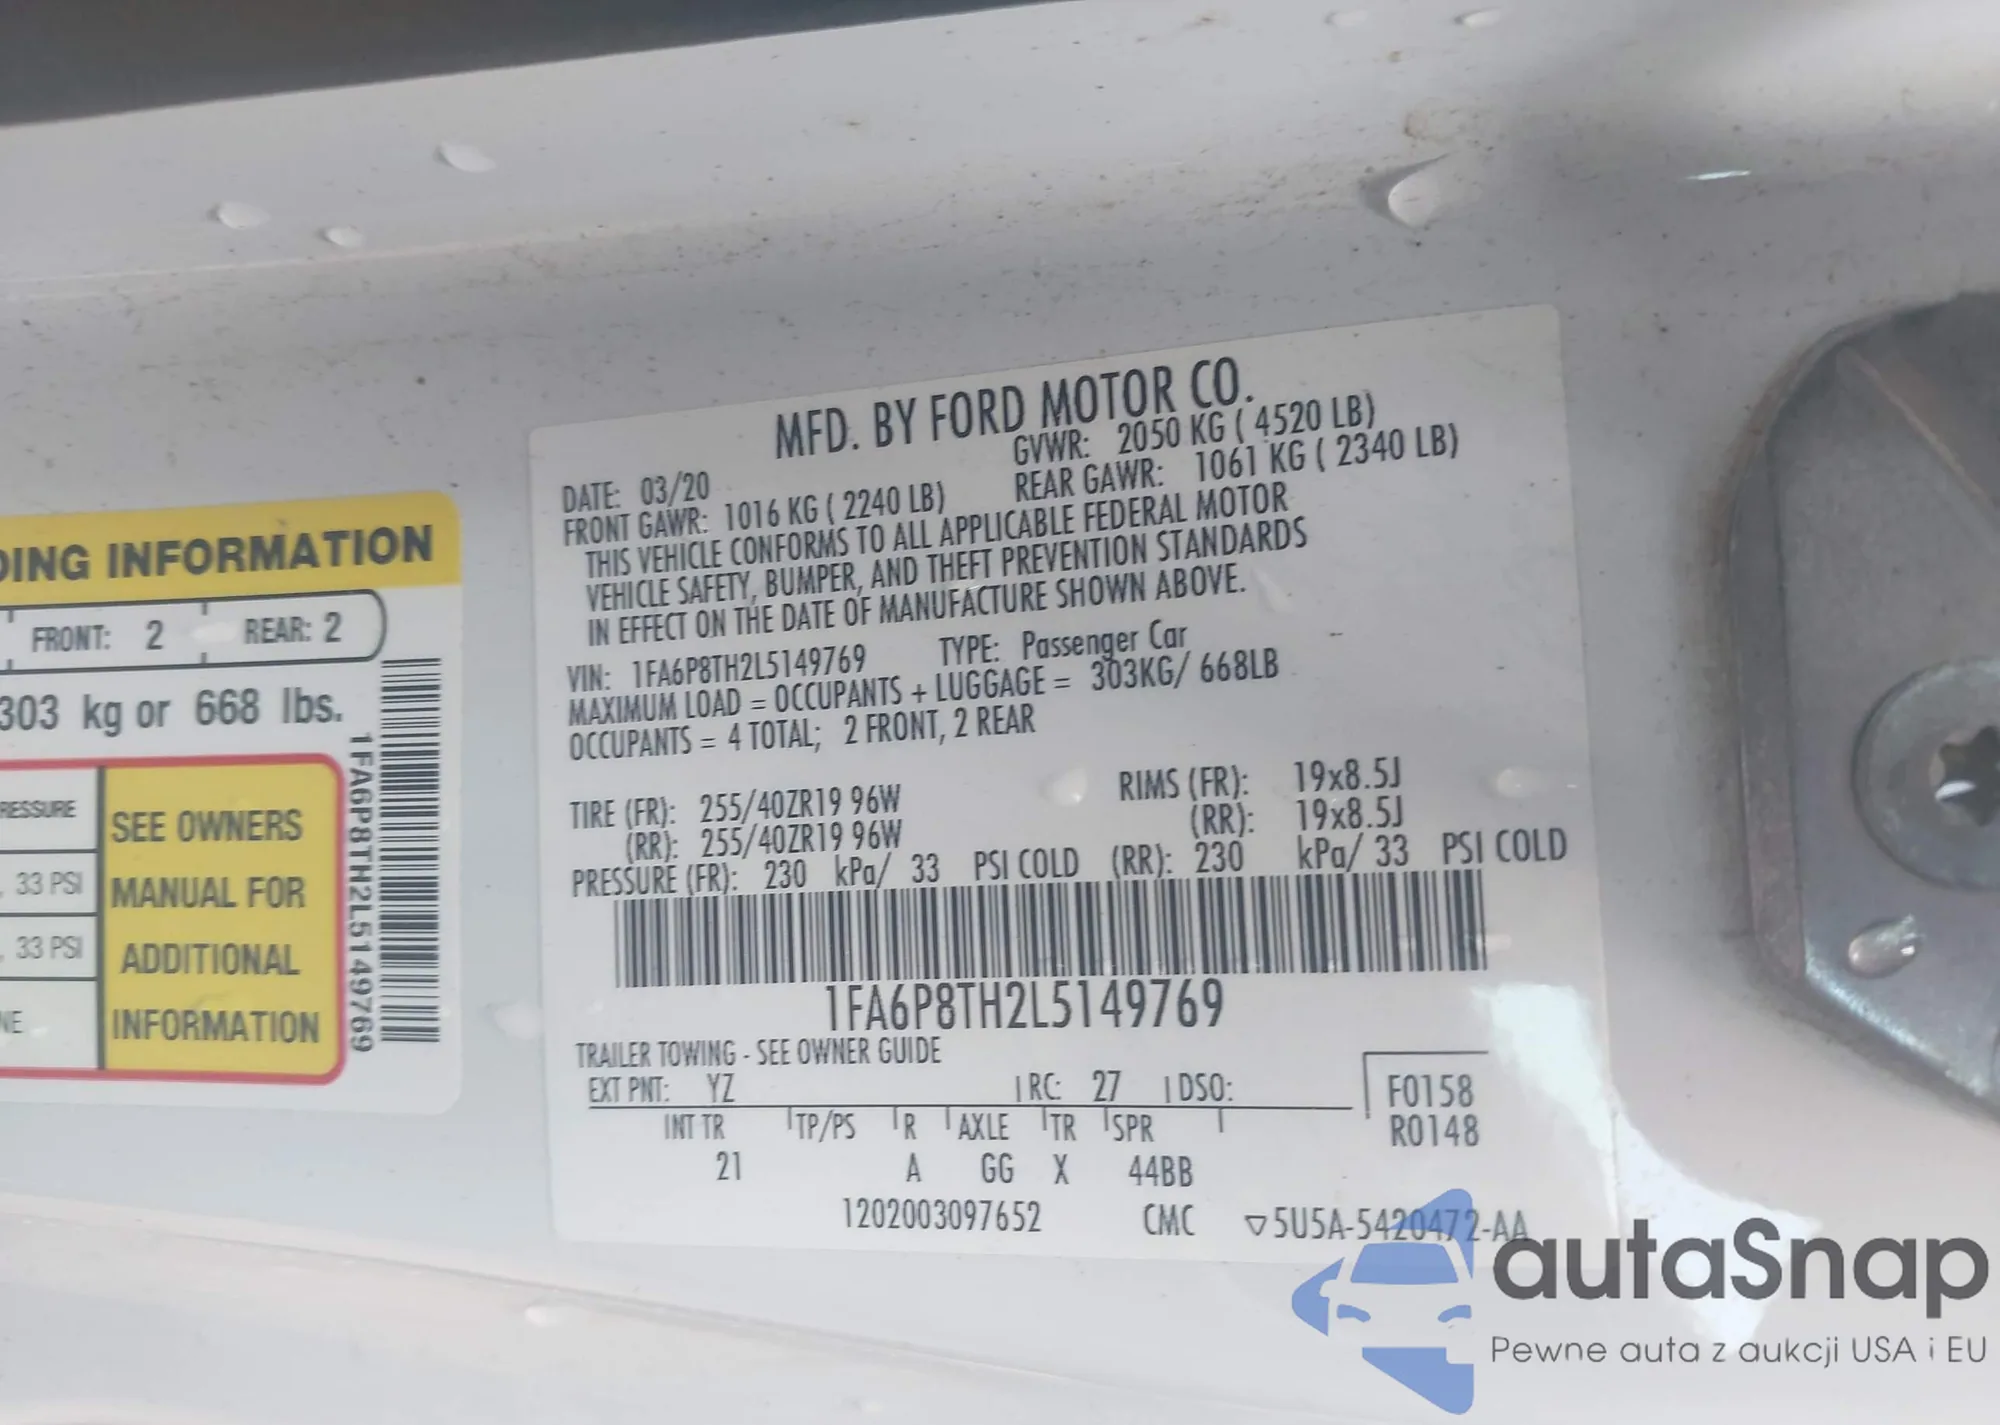 DING INFORMATION
FRONT: 2 REAR: 2
303 kg or 668 lbs.
RESSURE
33 PSI
33 PSI
NE
SEE OWNERS
MANUAL FOR
ADDITIONAL
INFORMATION
1FA6P8TH2L5149769
MFD. BY FORD MOTOR CO.
DATE: 03/20 GVWR: 2050 KG ( 4520 LB)
FRONT GAWR: 1016 KG ( 2240 LB) REAR GAWR: 1061 KG ( 2340 LB)
THIS VEHICLE CONFORMS TO ALL APPLICABLE FEDERAL MOTOR
VEHICLE SAFETY, BUMPER, AND THEFT PREVENTION STANDARDS
IN EFFECT ON THE DATE OF MANUFACTURE SHOWN ABOVE.
VIN: 1FA6P8TH2L5149769 TYPE: Passenger Car
MAXIMUM LOAD = OCCUPANTS + LUGGAGE = 303KG/ 668LB
OCCUPANTS = 4 TOTAL; 2 FRONT, 2 REAR
TIRE (FR): 255/40ZR19 96W RIMS (FR): 19x8.5J
(RR): 255/40ZR19 96W (RR): 19x8.5J
PRESSURE (FR): 230 kPa/ 33 PSI COLD (RR): 230 kPa/ 33 PSI COLD
1FA6P8TH2L5149769
TRAILER TOWING - SEE OWNER GUIDE
EXT PNT: YZ RC: 27 DSO: F0158
INT TR TP/PS R AXLE TR SPR R0148
21 A GG X 44BB
1202003097652 CMC ▽5U5A-5420472-AA
autaSnap
Pewne auta z aukcji USA i EU